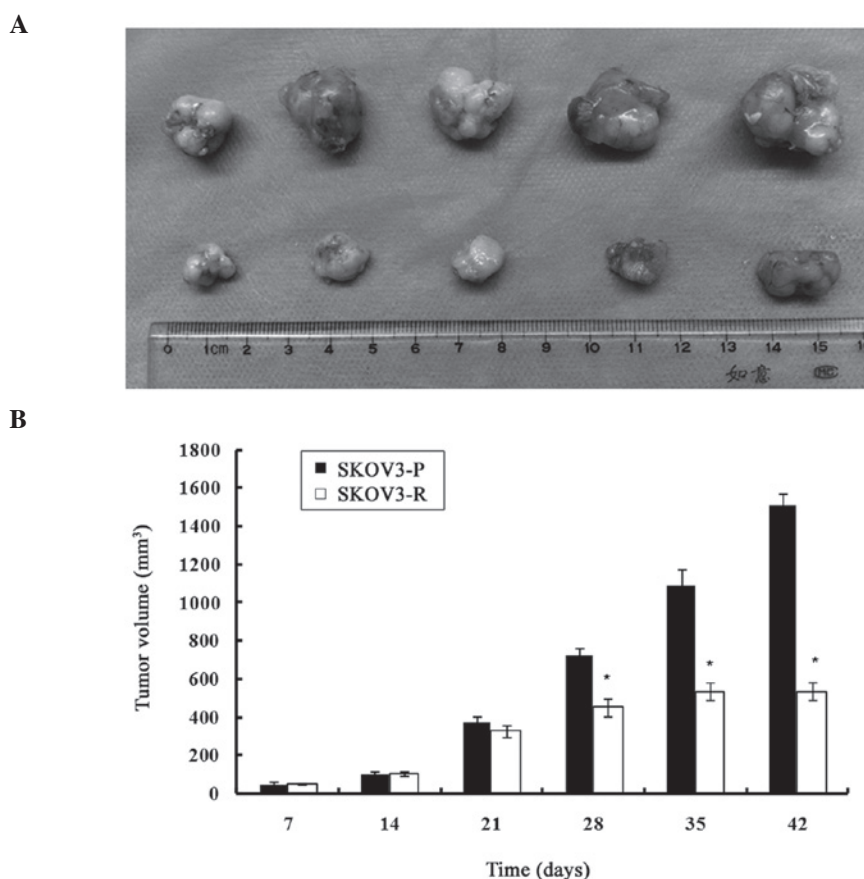 A
0 1cm 2 3 4 5 6 7 8 9 10 11 12 13 14 15
如意
B
1800
1600
1400
1200
1000
800
600
400
200
0
Tumor volume (mm³)
SKOV3-P
SKOV3-R
*
*
*
7 14 21 28 35 42
Time (days)